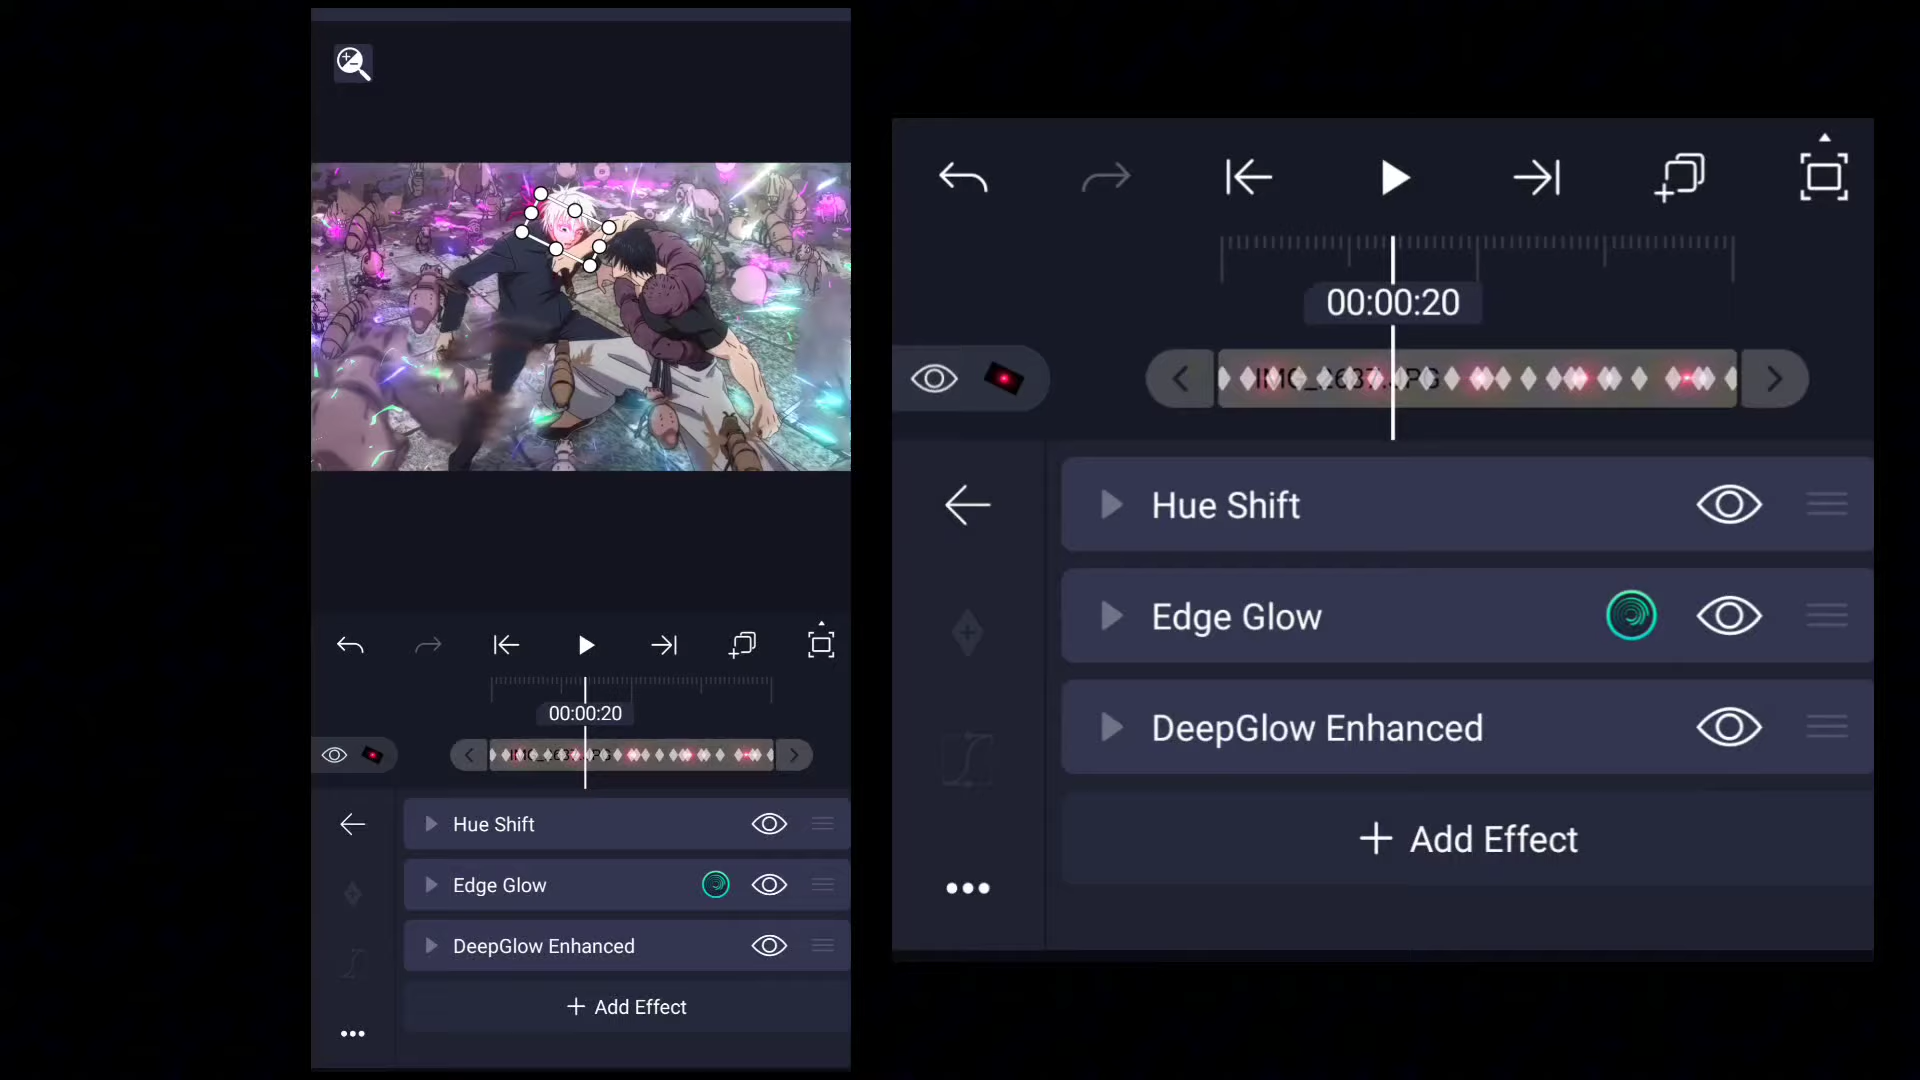 00:00:20
Hue Shift
Edge Glow
DeepGlow Enhanced
+ Add Effect
00:00:20
Hue Shift
Edge Glow
DeepGlow Enhanced
+ Add Effect